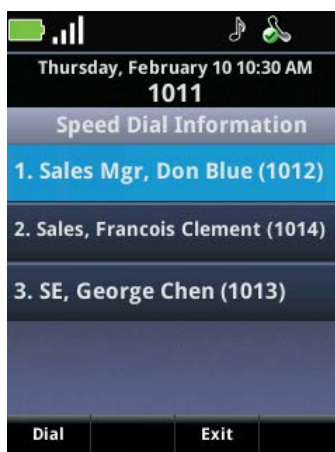 Thursday, February 10 10:30 AM
1011
Speed Dial Information
1. Sales Mgr, Don Blue (1012)
2. Sales, Francois Clement (1014)
3. SE, George Chen (1013)
Dial
Exit